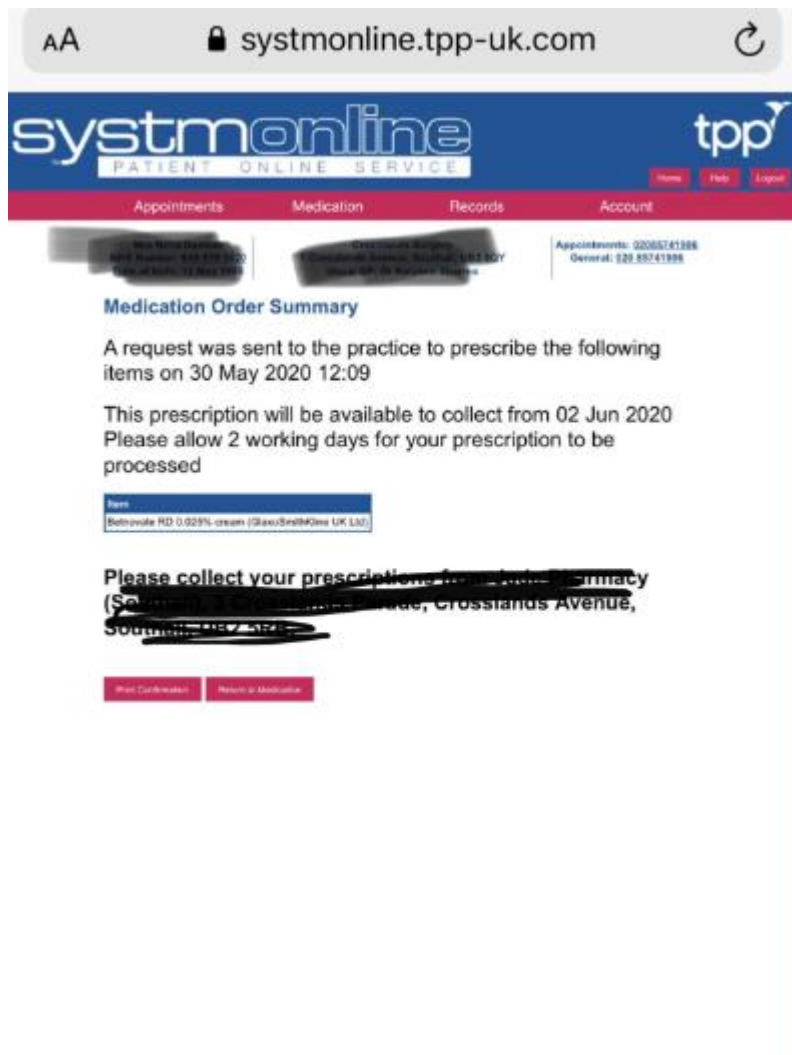 AA systmonline.tpp-uk.com
systmonline tpp
PATIENT ONLINE SERVICE
Home Help Logout
Appointments Medication Records Account
Appointments: 02085741986
General: 020 85741986
Medication Order Summary
A request was sent to the practice to prescribe the following
items on 30 May 2020 12:09
This prescription will be available to collect from 02 Jun 2020
Please allow 2 working days for your prescription to be
processed
Item
Betnovate RD 0.025% cream (GlaxoSmithKline UK Ltd)
Please collect your prescriptions
Print Confirmation Return to Medication